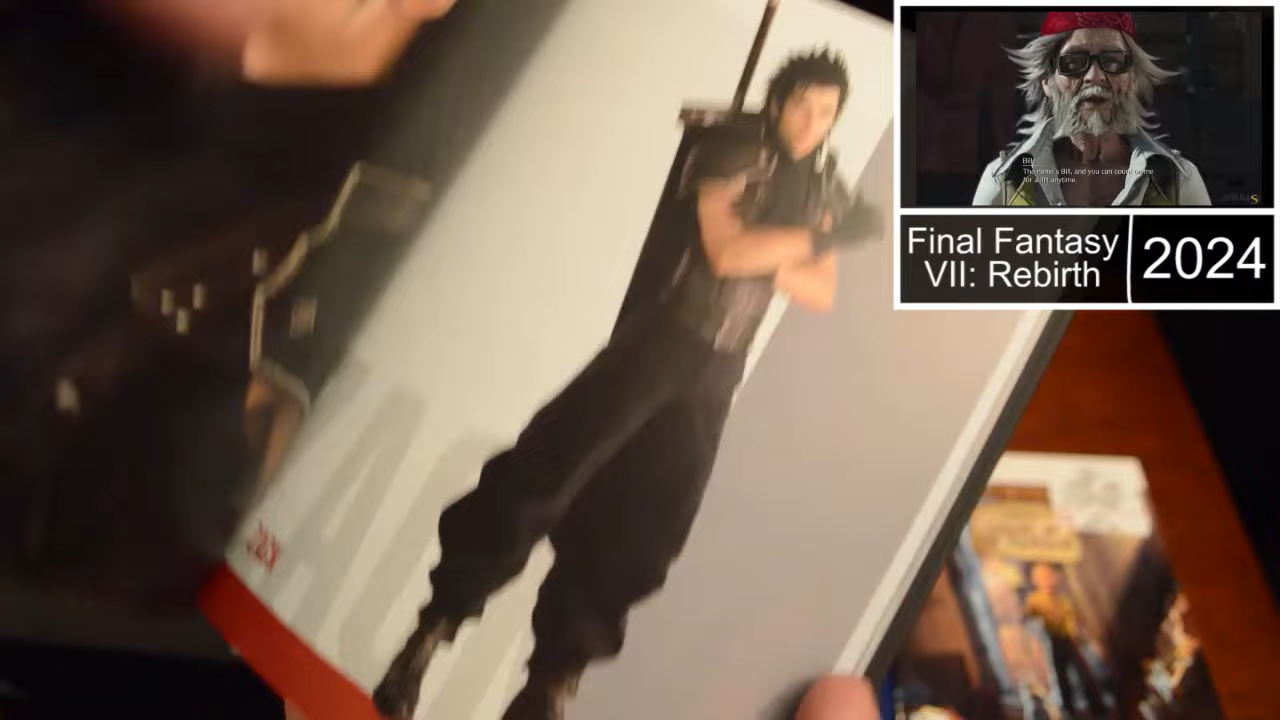 Bill
The name's Bill, and you can count on me
for a lift anytime.
Final Fantasy
VII: Rebirth
2024